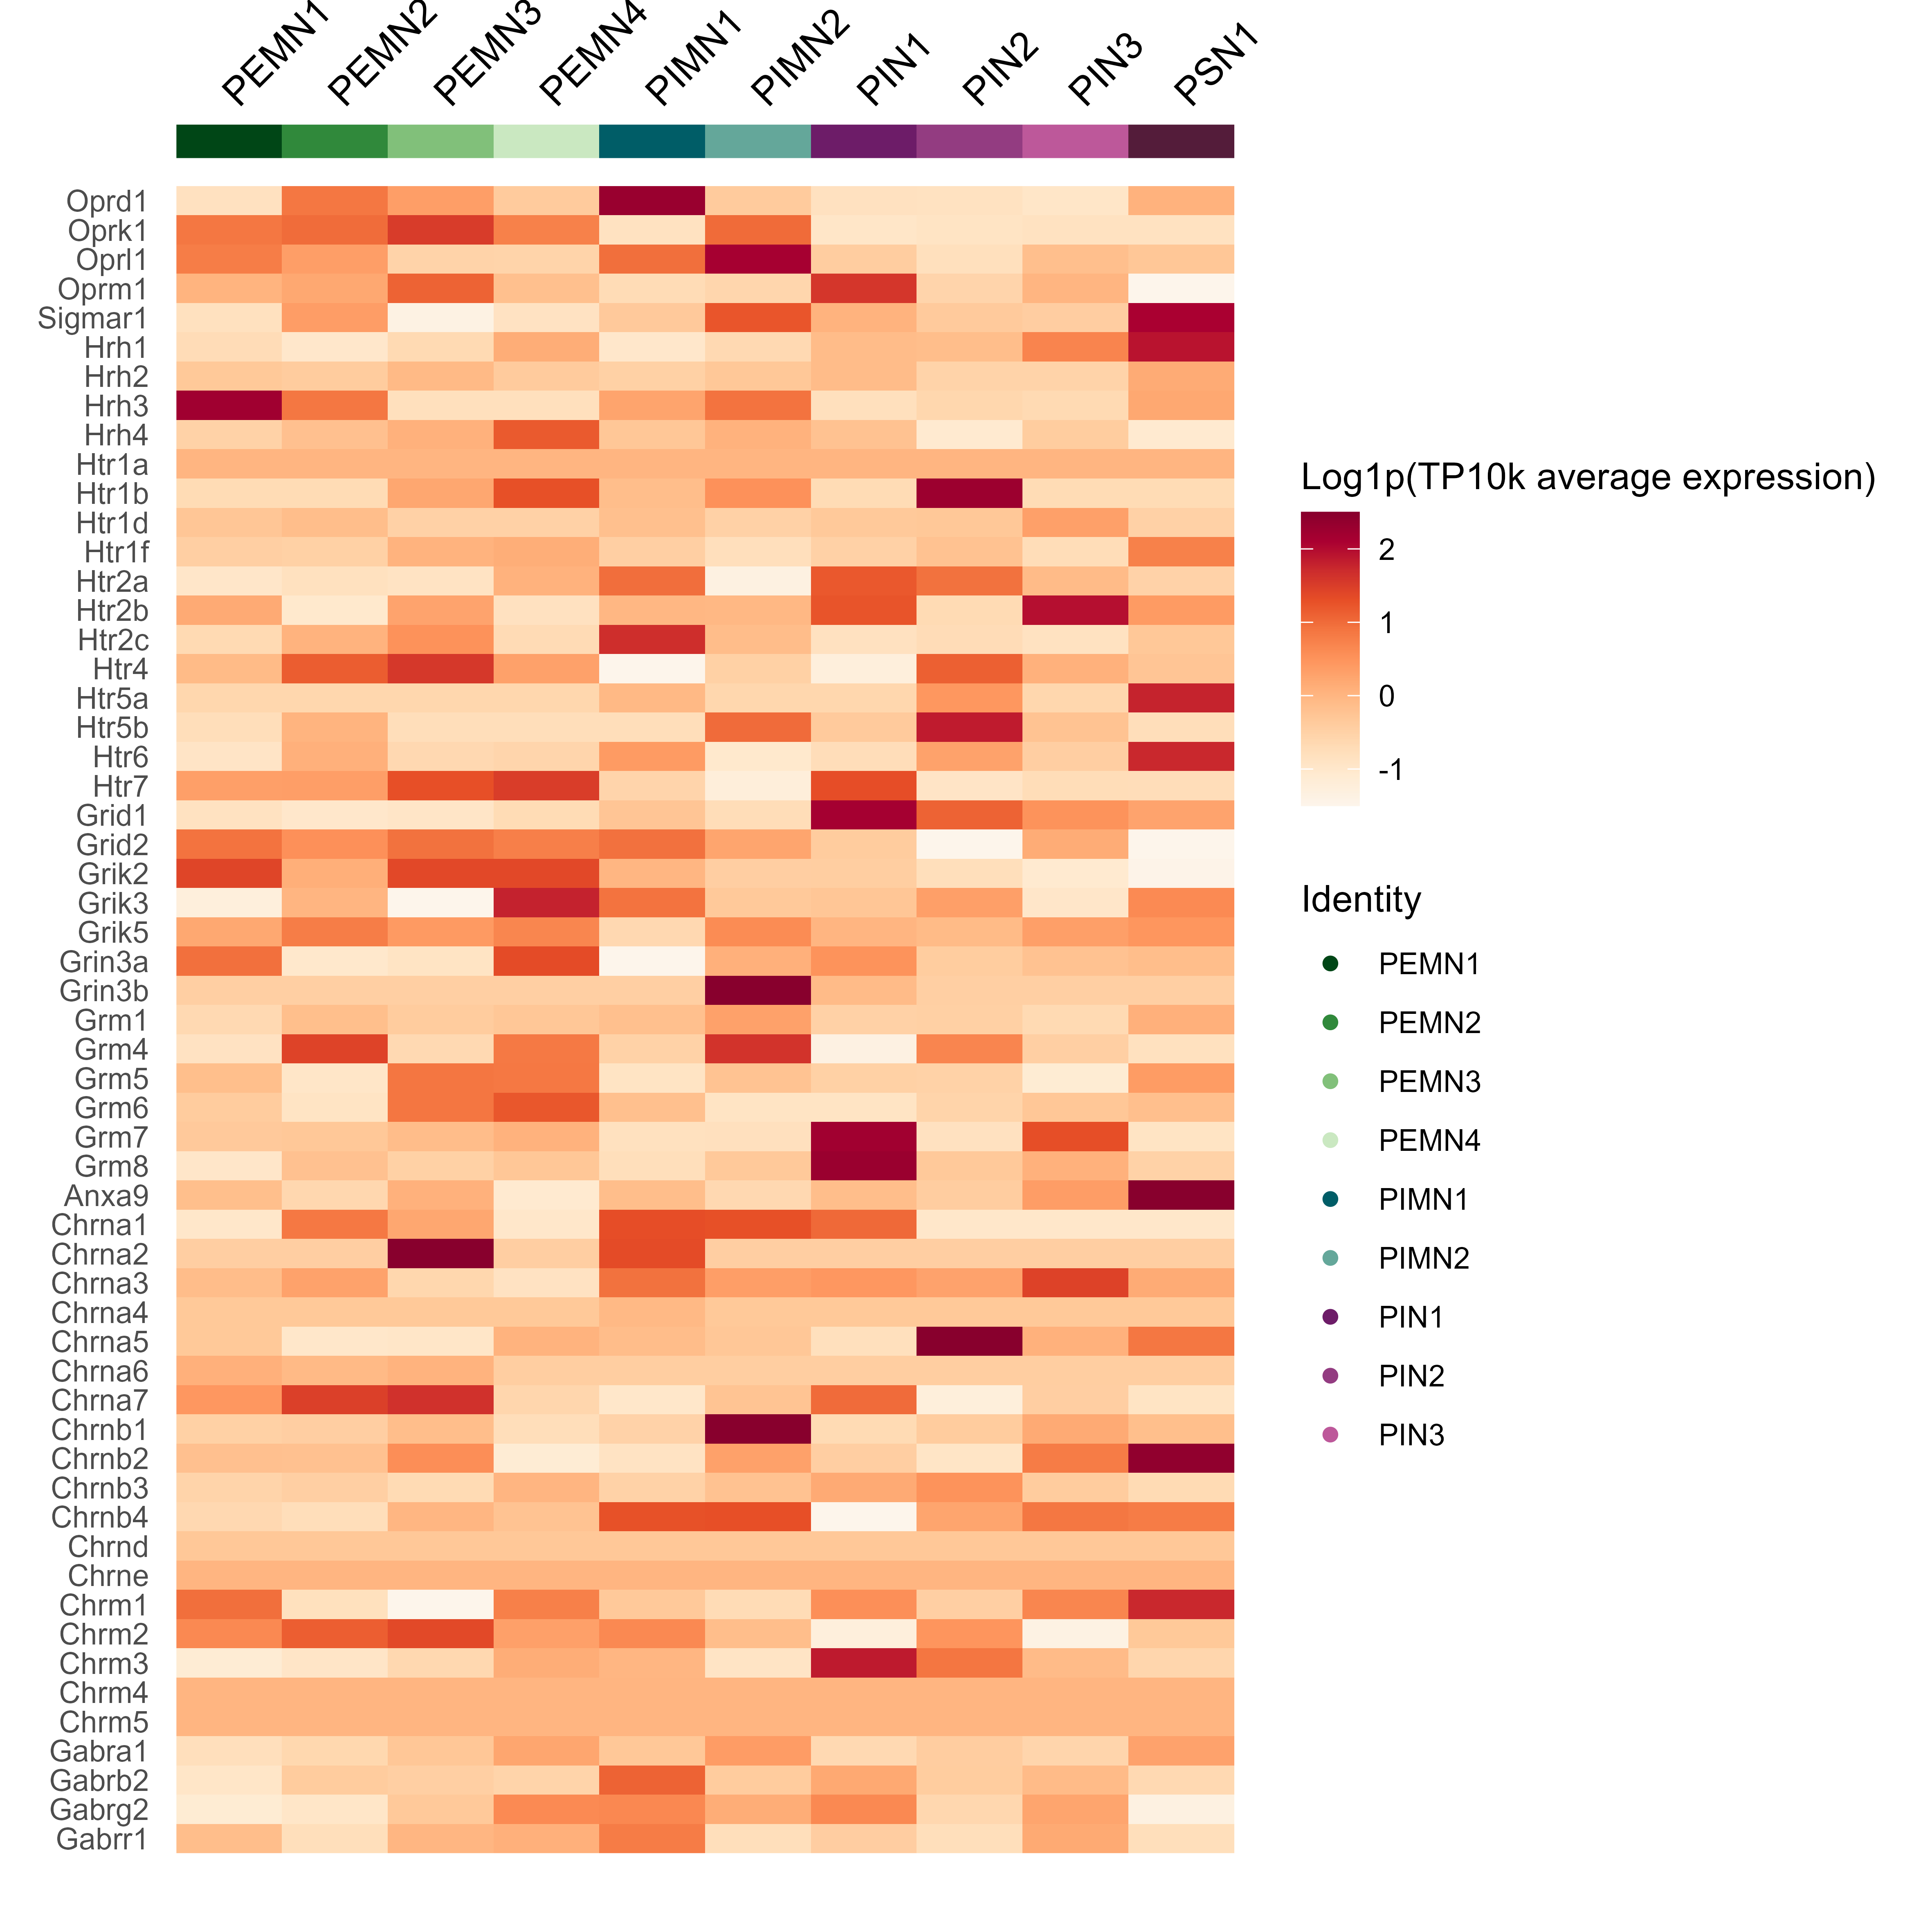 PEMN1 PEMN2 PEMN3 PEMN4 PIMN1 PIMN2 PIN1 PIN2 PIN3 PSN1
Oprd1
Oprk1
Oprl1
Oprm1
Sigmar1
Hrh1
Hrh2
Hrh3
Hrh4
Htr1a
Htr1b
Htr1d
Htr1f
Htr2a
Htr2b
Htr2c
Htr4
Htr5a
Htr5b
Htr6
Htr7
Grid1
Grid2
Grik2
Grik3
Grik5
Grin3a
Grin3b
Grm1
Grm4
Grm5
Grm6
Grm7
Grm8
Anxa9
Chrna1
Chrna2
Chrna3
Chrna4
Chrna5
Chrna6
Chrna7
Chrnb1
Chrnb2
Chrnb3
Chrnb4
Chrnd
Chrne
Chrm1
Chrm2
Chrm3
Chrm4
Chrm5
Gabra1
Gabrb2
Gabrg2
Gabrr1
Log1p(TP10k average expression)
2
1
0
-1
Identity
PEMN1
PEMN2
PEMN3
PEMN4
PIMN1
PIMN2
PIN1
PIN2
PIN3